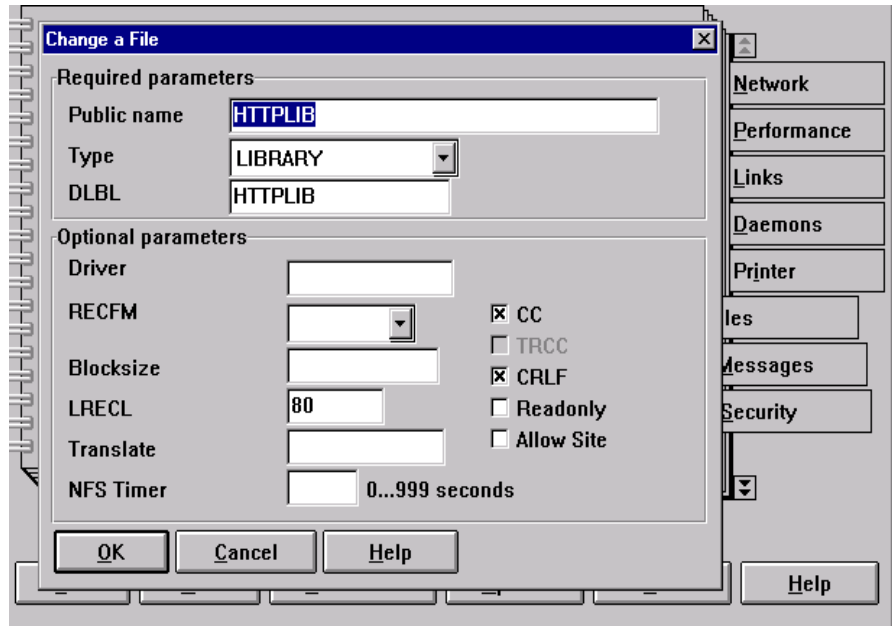 Change a File
Required parameters
Public name HTTPLIB
Type LIBRARY
DLBL HTTPLIB
Optional parameters
Driver
RECFM
CC
TRCC
Blocksize
CRLF
LRECL 80
Readonly
Translate
Allow Site
NFS Timer 0...999 seconds
OK Cancel Help
Network
Performance
Links
Daemons
Printer
les
Messages
Security
Help